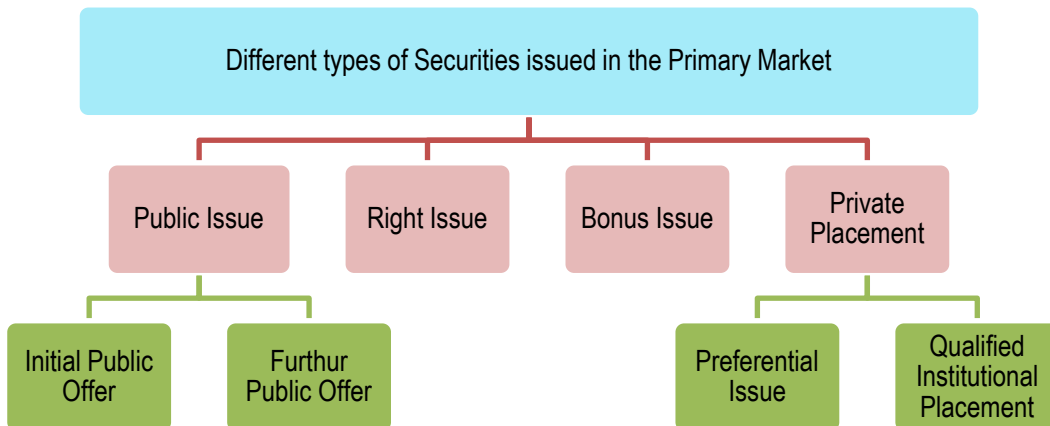 Different types of Securities issued in the Primary Market
Public Issue
Right Issue
Bonus Issue
Private
Placement
Initial Public
Offer
Furthur
Public Offer
Preferential
Issue
Qualified
Institutional
Placement